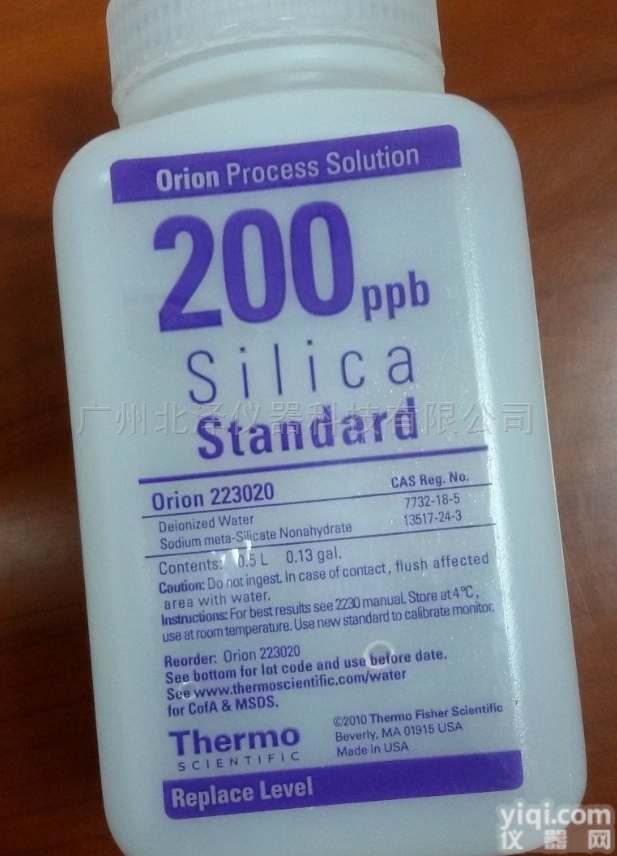 Orion Process Solution
200 ppb
Silica
广州北泽仪器科技有限公司
Standard
Orion 223020 CAS Reg. No.
Deionized Water 7732-18-5
Sodium meta-Silicate Nonahydrate 13517-24-3
Contents: 0.5 L 0.13 gal.
Caution: Do not ingest. In case of contact, flush affected
area with water.
Instructions: For best results see 2230 manual. Store at 4°C,
use at room temperature. Use new standard to calibrate monitor.
Reorder: Orion 223020
See bottom for lot code and use before date.
See www.thermoscientific.com/water
for CofA & MSDS.
Thermo
SCIENTIFIC
©2010 Thermo Fisher Scientific
Beverly, MA 01915 USA
Made in USA
Replace Level
yiqi.com
仪器网